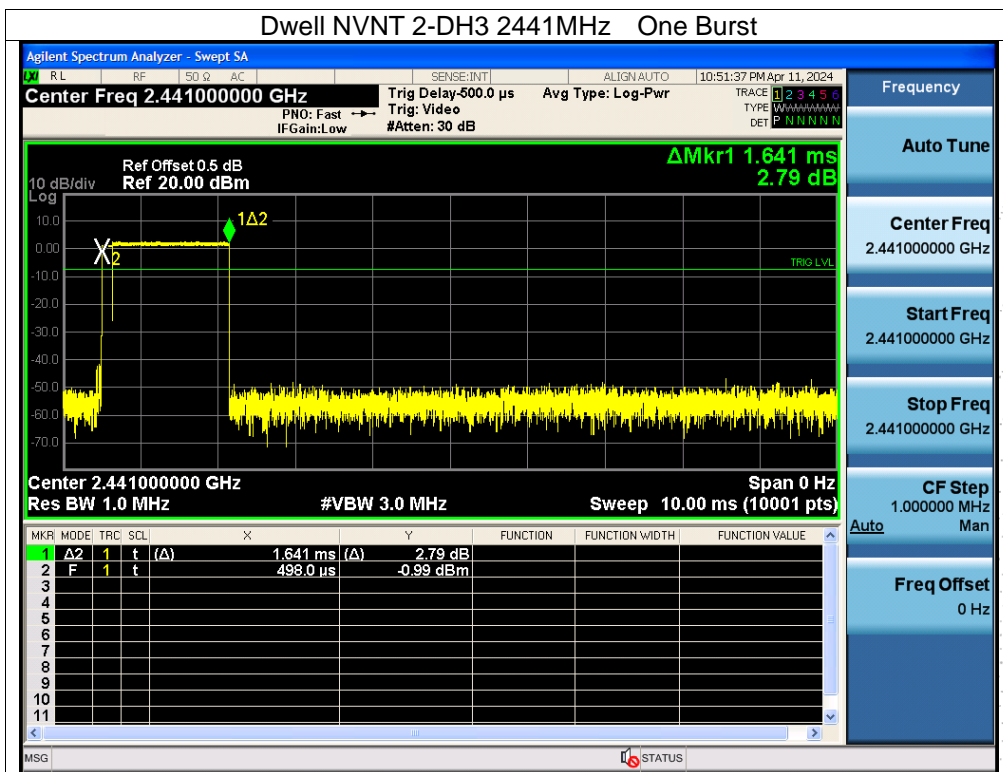 Dwell NVNT 2-DH3 2441MHz One Burst
Agilent Spectrum Analyzer - Swept SA
LXI RL RF 50 Ω AC SENSE:INT ALIGN AUTO 10:51:37 PM Apr 11, 2024
Center Freq 2.441000000 GHz Trig Delay-500.0 µs Avg Type: Log-Pwr TRACE 1 2 3 4 5 6
PNO: Fast Trig: Video TYPE WWWWWW
IFGain:Low #Atten: 30 dB DET P N N N N N
ΔMkr1 1.641 ms
2.79 dB
Ref Offset 0.5 dB
10 dB/div Ref 20.00 dBm
Log
10.0
0.00
-10.0
-20.0
-30.0
-40.0
-50.0
-60.0
-70.0
1Δ2
2
TRIG LVL
Center 2.441000000 GHz Span 0 Hz
Res BW 1.0 MHz #VBW 3.0 MHz Sweep 10.00 ms (10001 pts)
MKR MODE TRC SCL X Y FUNCTION FUNCTION WIDTH FUNCTION VALUE
1 Δ2 1 t (Δ) 1.641 ms (Δ) 2.79 dB
2 F 1 t 498.0 µs -0.99 dBm
3
4
5
6
7
8
9
10
11
MSG STATUS
Frequency
Auto Tune
Center Freq
2.441000000 GHz
Start Freq
2.441000000 GHz
Stop Freq
2.441000000 GHz
CF Step
1.000000 MHz
Auto Man
Freq Offset
0 Hz